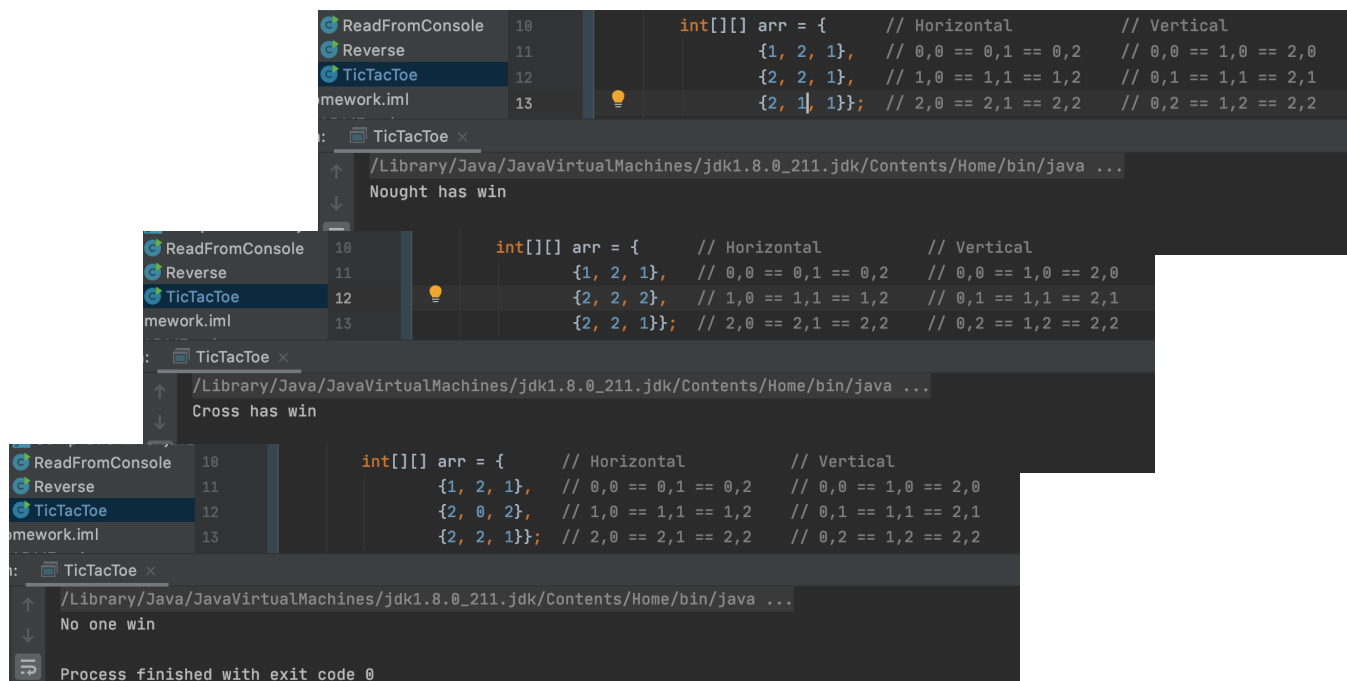 ReadFromConsole 10 int[][] arr = { // Horizontal // Vertical
Reverse 11 {1, 2, 1}, // 0,0 == 0,1 == 0,2 // 0,0 == 1,0 == 2,0
TicTacToe 12 {2, 2, 1}, // 1,0 == 1,1 == 1,2 // 0,1 == 1,1 == 2,1
omework.iml 13 {2, 1, 1}}; // 2,0 == 2,1 == 2,2 // 0,2 == 1,2 == 2,2
: TicTacToe ×
/Library/Java/JavaVirtualMachines/jdk1.8.0_211.jdk/Contents/Home/bin/java ...
Nought has win
ReadFromConsole 10 int[][] arr = { // Horizontal // Vertical
Reverse 11 {1, 2, 1}, // 0,0 == 0,1 == 0,2 // 0,0 == 1,0 == 2,0
TicTacToe 12 {2, 2, 2}, // 1,0 == 1,1 == 1,2 // 0,1 == 1,1 == 2,1
mework.iml 13 {2, 2, 1}}; // 2,0 == 2,1 == 2,2 // 0,2 == 1,2 == 2,2
: TicTacToe ×
/Library/Java/JavaVirtualMachines/jdk1.8.0_211.jdk/Contents/Home/bin/java ...
Cross has win
ReadFromConsole 10 int[][] arr = { // Horizontal // Vertical
Reverse 11 {1, 2, 1}, // 0,0 == 0,1 == 0,2 // 0,0 == 1,0 == 2,0
TicTacToe 12 {2, 0, 2}, // 1,0 == 1,1 == 1,2 // 0,1 == 1,1 == 2,1
omework.iml 13 {2, 2, 1}}; // 2,0 == 2,1 == 2,2 // 0,2 == 1,2 == 2,2
: TicTacToe ×
/Library/Java/JavaVirtualMachines/jdk1.8.0_211.jdk/Contents/Home/bin/java ...
No one win
Process finished with exit code 0